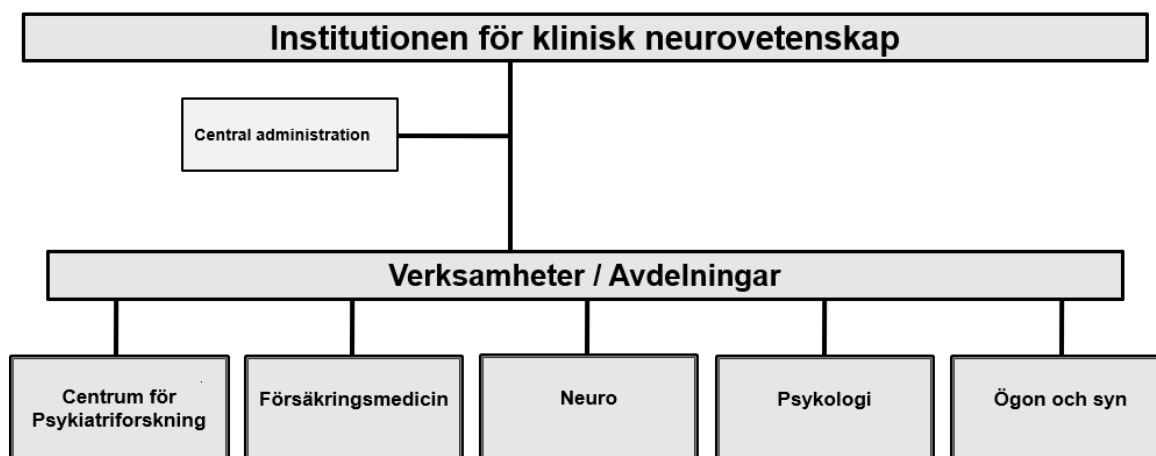 Institutionen för klinisk neurovetenskap
Central administration
Verksamheter / Avdelningar
Centrum för
Psykiatriforskning
Försäkringsmedicin
Neuro
Psykologi
Ögon och syn